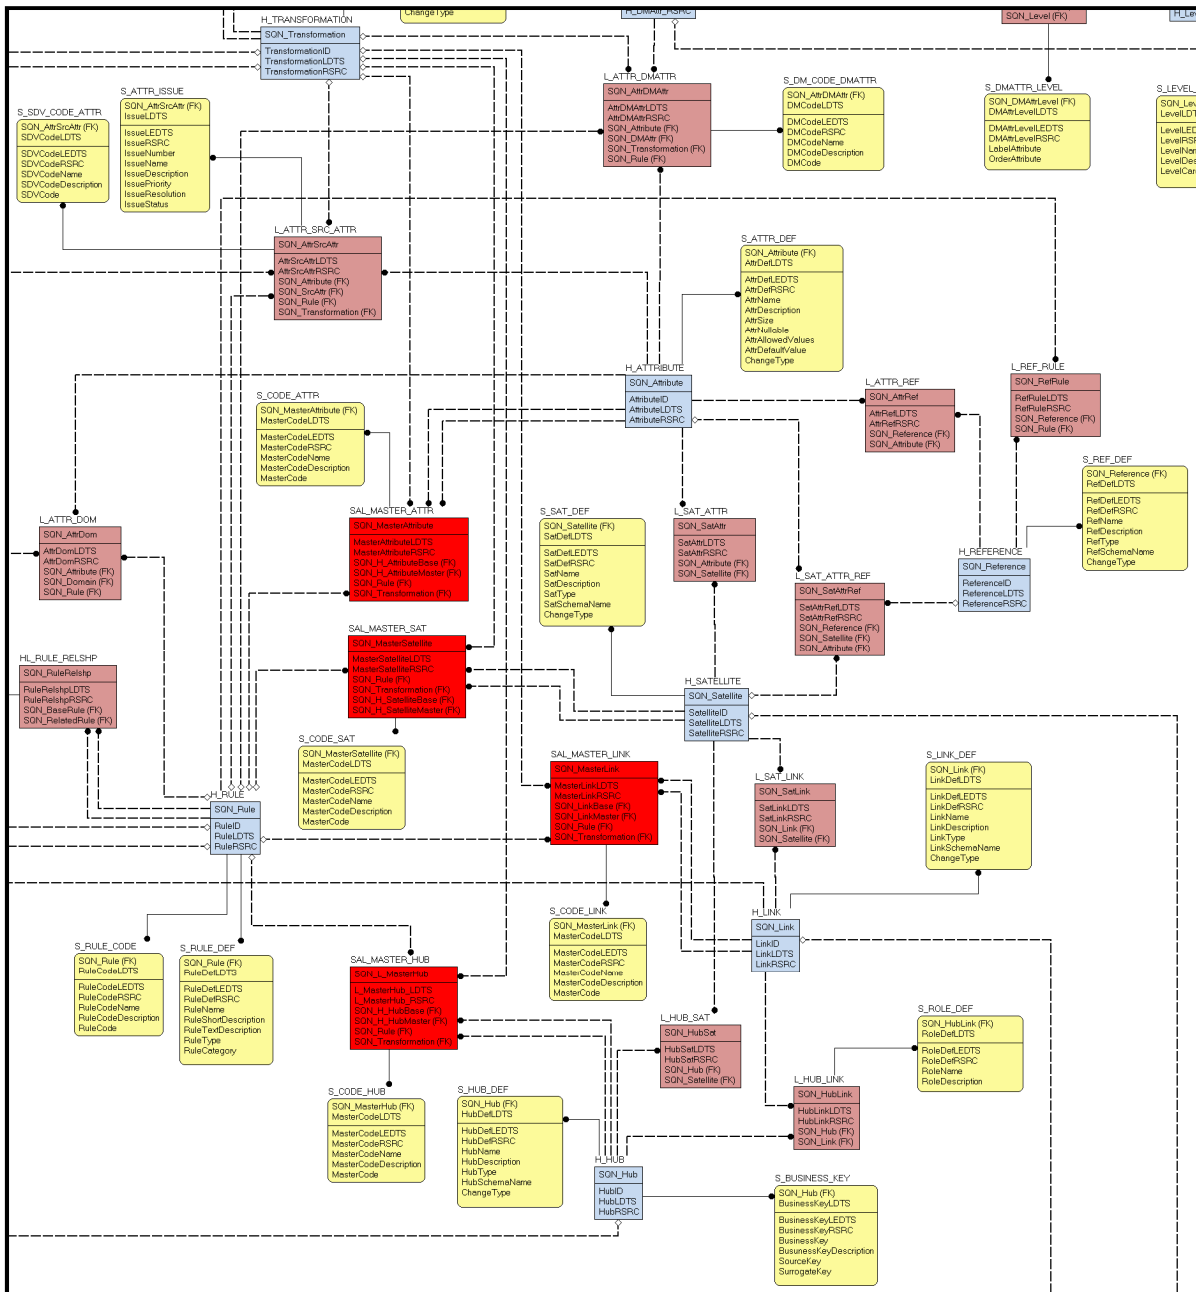 ChangeType
H_DMAttr_RSRC
SQN_Level (FK)
H_TRANSFORMATION
SQN_Transformation
TransformationID
TransformationLDTS
TransformationRSRC
S_SDV_CODE_ATTR
SQN_AttrSrcAttr (FK)
SDVCodeLDTS
SDVCodeLEDTS
SDVCodeRSRC
SDVCodeName
SDVCodeDescription
SDVCode
S_ATTR_ISSUE
SQN_AttrSrcAttr (FK)
IssueLDTS
IssueLEDTS
IssueRSRC
IssueNumber
IssueName
IssueDescription
IssuePriority
IssueResolution
IssueStatus
L_ATTR_DMATTR
SQN_AttrDMAttr
AttrDMAttrLDTS
AttrDMAttrRSRC
SQN_Attribute (FK)
SQN_DMAttr (FK)
SQN_Transformation (FK)
SQN_Rule (FK)
S_DM_CODE_DMATTR
SQN_AttrDMAttr (FK)
DMCodeLDTS
DMCodeLEDTS
DMCodeRSRC
DMCodeName
DMCodeDescription
DMCode
S_DMATTR_LEVEL
SQN_DMAttrLevel (FK)
DMAttrLevelLDTS
DMAttrLevelLEDTS
DMAttrLevelRSRC
LabelAttribute
OrderAttribute
S_LEVEL_
L_ATTR_SRC_ATTR
SQN_AttrSrcAttr
AttrSrcAttrLDTS
AttrSrcAttrRSRC
SQN_Attribute (FK)
SQN_SrcAttr (FK)
SQN_Rule (FK)
SQN_Transformation (FK)
S_ATTR_DEF
SQN_Attribute (FK)
AttrDefLDTS
AttrDefLEDTS
AttrDefRSRC
AttrName
AttrDescription
AttrSize
AttrNullable
AttrAllowedValues
AttrDefaultValue
ChangeType
H_ATTRIBUTE
SQN_Attribute
AttributeID
AttributeLDTS
AttributeRSRC
L_ATTR_REF
SQN_AttrRef
AttrRefLDTS
AttrRefRSRC
SQN_Reference (FK)
SQN_Attribute (FK)
L_REF_RULE
SQN_RefRule
RefRuleLDTS
RefRuleRSRC
SQN_Reference (FK)
SQN_Rule (FK)
S_CODE_ATTR
SQN_MasterAttribute (FK)
MasterCodeLDTS
MasterCodeLEDTS
MasterCodeRSRC
MasterCodeName
MasterCodeDescription
MasterCode
S_REF_DEF
SQN_Reference (FK)
RefDefLDTS
RefDefLEDTS
RefDefRSRC
RefName
RefDescription
RefType
RefSchemaName
ChangeType
L_ATTR_DOM
SQN_AttrDom
AttrDomLDTS
AttrDomRSRC
SQN_Attribute (FK)
SQN_Domain (FK)
SQN_Rule (FK)
SAL_MASTER_ATTR
SQN_MasterAttribute
MasterAttributeLDTS
MasterAttributeRSRC
SQN_H_AttributeBase (FK)
SQN_H_AttributeMaster (FK)
SQN_Rule (FK)
SQN_Transformation (FK)
S_SAT_DEF
SQN_Satellite (FK)
SatDefLDTS
SatDefLEDTS
SatDefRSRC
SatName
SatDescription
SatType
SatSchemaName
ChangeType
L_SAT_ATTR
SQN_SatAttr
SatAttrLDTS
SatAttrRSRC
SQN_Attribute (FK)
SQN_Satellite (FK)
H_REFERENCE
SQN_Reference
ReferenceID
ReferenceLDTS
ReferenceRSRC
L_SAT_ATTR_REF
SQN_SatAttrRef
SatAttrRefLDTS
SatAttrRefRSRC
SQN_Reference (FK)
SQN_Satellite (FK)
SQN_Attribute (FK)
HL_RULE_RELSHP
SQN_RuleRelshp
RuleRelshpLDTS
RuleRelshpRSRC
SQN_BaseRule (FK)
SQN_RelatedRule (FK)
SAL_MASTER_SAT
SQN_MasterSatellite
MasterSatelliteLDTS
MasterSatelliteRSRC
SQN_Rule (FK)
SQN_Transformation (FK)
SQN_H_SatelliteBase (FK)
SQN_H_SatelliteMaster (FK)
H_SATELLITE
SQN_Satellite
SatelliteID
SatelliteLDTS
SatelliteRSRC
S_CODE_SAT
SQN_MasterSatellite (FK)
MasterCodeLDTS
MasterCodeLEDTS
MasterCodeRSRC
MasterCodeName
MasterCodeDescription
MasterCode
SAL_MASTER_LINK
SQN_MasterLink
MasterLinkLDTS
MasterLinkRSRC
SQN_LinkBase (FK)
SQN_LinkMaster (FK)
SQN_Rule (FK)
SQN_Transformation (FK)
L_SAT_LINK
SQN_SatLink
SatLinkLDTS
SatLinkRSRC
SQN_Link (FK)
SQN_Satellite (FK)
S_LINK_DEF
SQN_Link (FK)
LinkDefLDTS
LinkDefLEDTS
LinkDefRSRC
LinkName
LinkDescription
LinkType
LinkSchemaName
ChangeType
H_RULE
SQN_Rule
RuleID
RuleLDTS
RuleRSRC
S_CODE_LINK
SQN_MasterLink (FK)
MasterCodeLDTS
MasterCodeLEDTS
MasterCodeRSRC
MasterCodeName
MasterCodeDescription
MasterCode
H_LINK
SQN_Link
LinkID
LinkLDTS
LinkRSRC
S_RULE_CODE
SQN_Rule (FK)
RuleCodeLDTS
RuleCodeLEDTS
RuleCodeRSRC
RuleCodeName
RuleCodeDescription
RuleCode
S_RULE_DEF
SQN_Rule (FK)
RuleDefLDTS
RuleDefLEDTS
RuleDefRSRC
RuleName
RuleShortDescription
RuleTextDescription
RuleType
RuleCategory
SAL_MASTER_HUB
SQN_L_MasterHub
L_MasterHub_LDTS
L_MasterHub_RSRC
SQN_H_HubBase (FK)
SQN_H_HubMaster (FK)
SQN_Rule (FK)
SQN_Transformation (FK)
L_HUB_SAT
SQN_HubSat
HubSatLDTS
HubSatRSRC
SQN_Hub (FK)
SQN_Satellite (FK)
S_ROLE_DEF
SQN_HubLink (FK)
RoleDefLDTS
RoleDefLEDTS
RoleDefRSRC
RoleName
RoleDescription
L_HUB_LINK
SQN_HubLink
HubLinkLDTS
HubLinkRSRC
SQN_Hub (FK)
SQN_Link (FK)
S_CODE_HUB
SQN_MasterHub (FK)
MasterCodeLDTS
MasterCodeLEDTS
MasterCodeRSRC
MasterCodeName
MasterCodeDescription
MasterCode
S_HUB_DEF
SQN_Hub (FK)
HubDefLDTS
HubDefLEDTS
HubDefRSRC
HubName
HubDescription
HubType
HubSchemaName
ChangeType
H_HUB
SQN_Hub
HubID
HubLDTS
HubRSRC
S_BUSINESS_KEY
SQN_Hub (FK)
BusinessKeyLDTS
BusinessKeyLEDTS
BusinessKeyRSRC
BusinessKey
BusunessKeyDescription
SourceKey
SurrogateKey